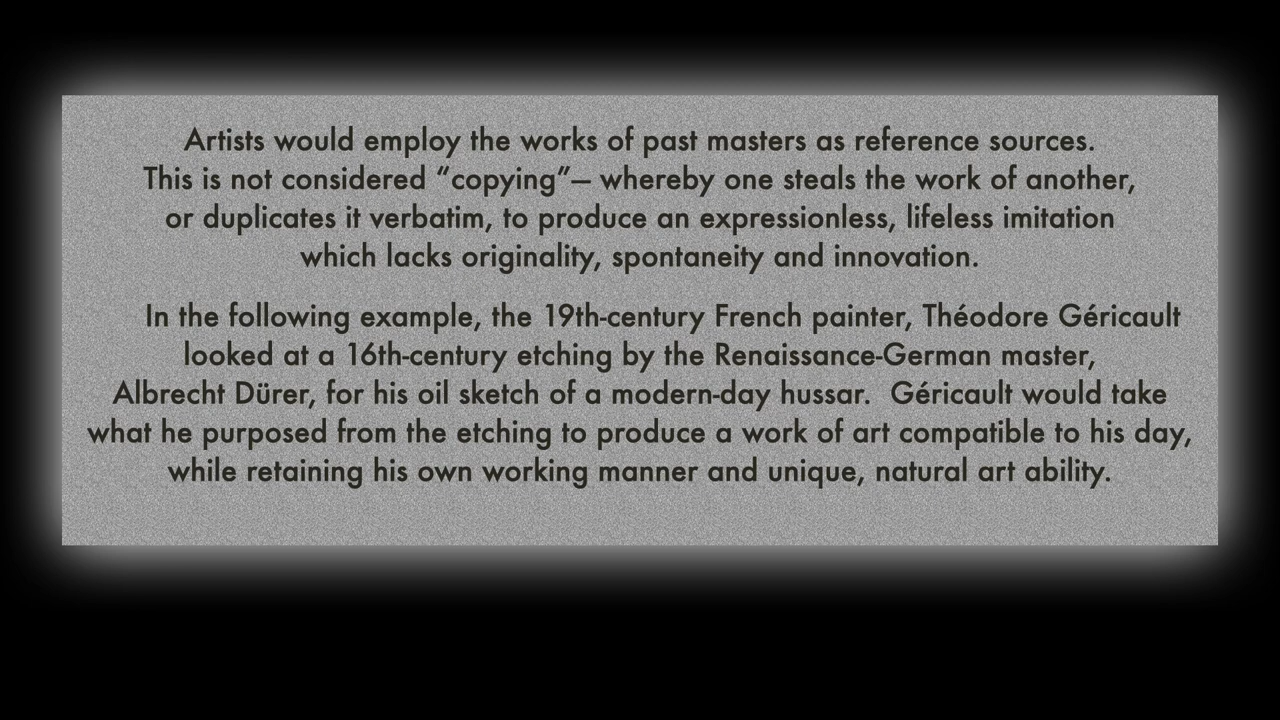 Artists would employ the works of past masters as reference sources.
This is not considered “copying”— whereby one steals the work of another,
or duplicates it verbatim, to produce an expressionless, lifeless imitation
which lacks originality, spontaneity and innovation.
In the following example, the 19th-century French painter, Théodore Géricault
looked at a 16th-century etching by the Renaissance-German master,
Albrecht Dürer, for his oil sketch of a modern-day hussar.  Géricault would take
what he purposed from the etching to produce a work of art compatible to his day,
while retaining his own working manner and unique, natural art ability.